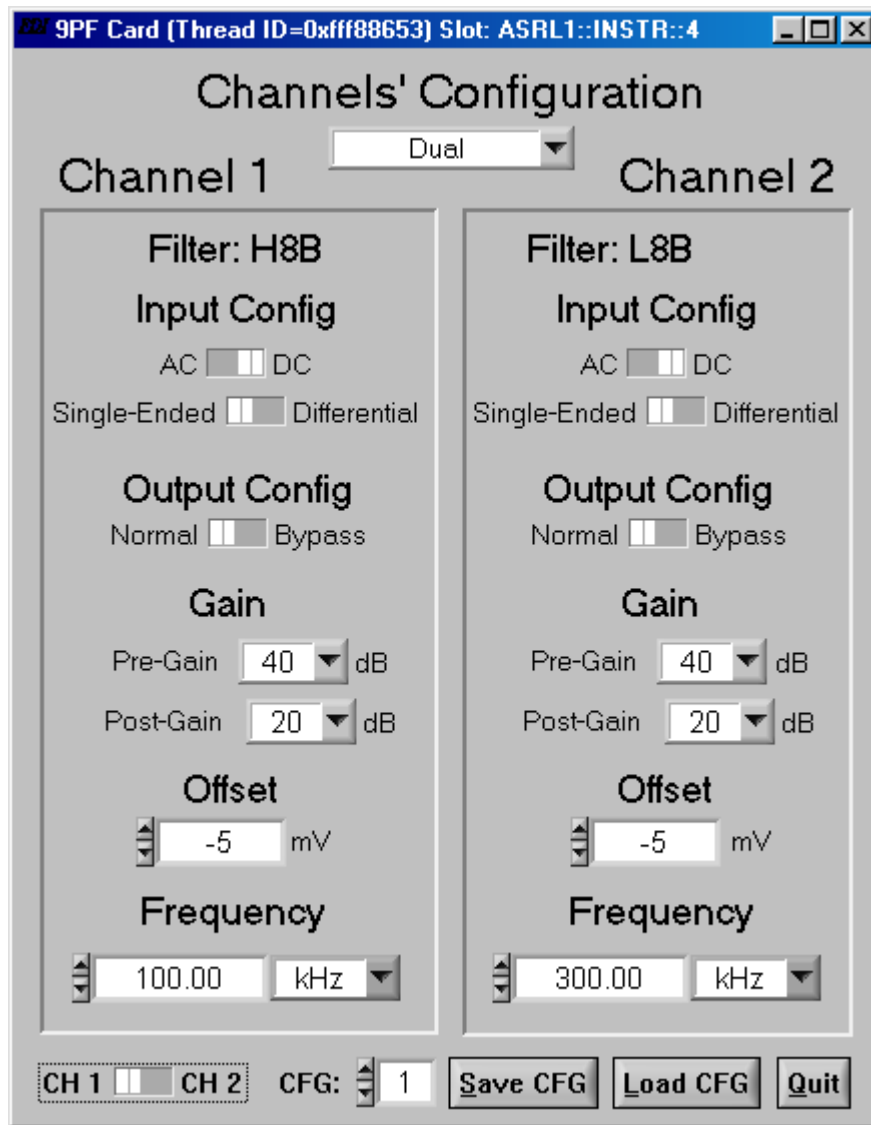 9PF Card (Thread ID=0xfff88653) Slot: ASRL1::INSTR::4
Channels' Configuration
Dual
Channel 1
Channel 2
Filter: H8B
Input Config
AC DC
Single-Ended Differential
Output Config
Normal Bypass
Gain
Pre-Gain 40 dB
Post-Gain 20 dB
Offset
-5 mV
Frequency
100.00 kHz
Filter: L8B
Input Config
AC DC
Single-Ended Differential
Output Config
Normal Bypass
Gain
Pre-Gain 40 dB
Post-Gain 20 dB
Offset
-5 mV
Frequency
300.00 kHz
CH 1 CH 2 CFG: 1 Save CFG Load CFG Quit